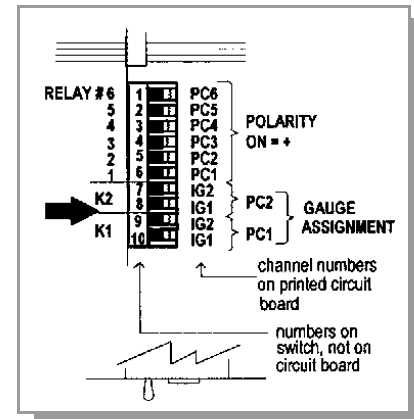 RELAY # 6 1 PC6
5 2 PC5
4 3 PC4 POLARITY
3 4 PC3 ON = +
2 5 PC2
1 6 PC1
K2 7 IG2
8 IG1 PC2 GAUGE
K1 9 IG2 ASSIGNMENT
10 IG1 PC1
channel numbers
on printed circuit
board
numbers on
switch, not on
circuit board